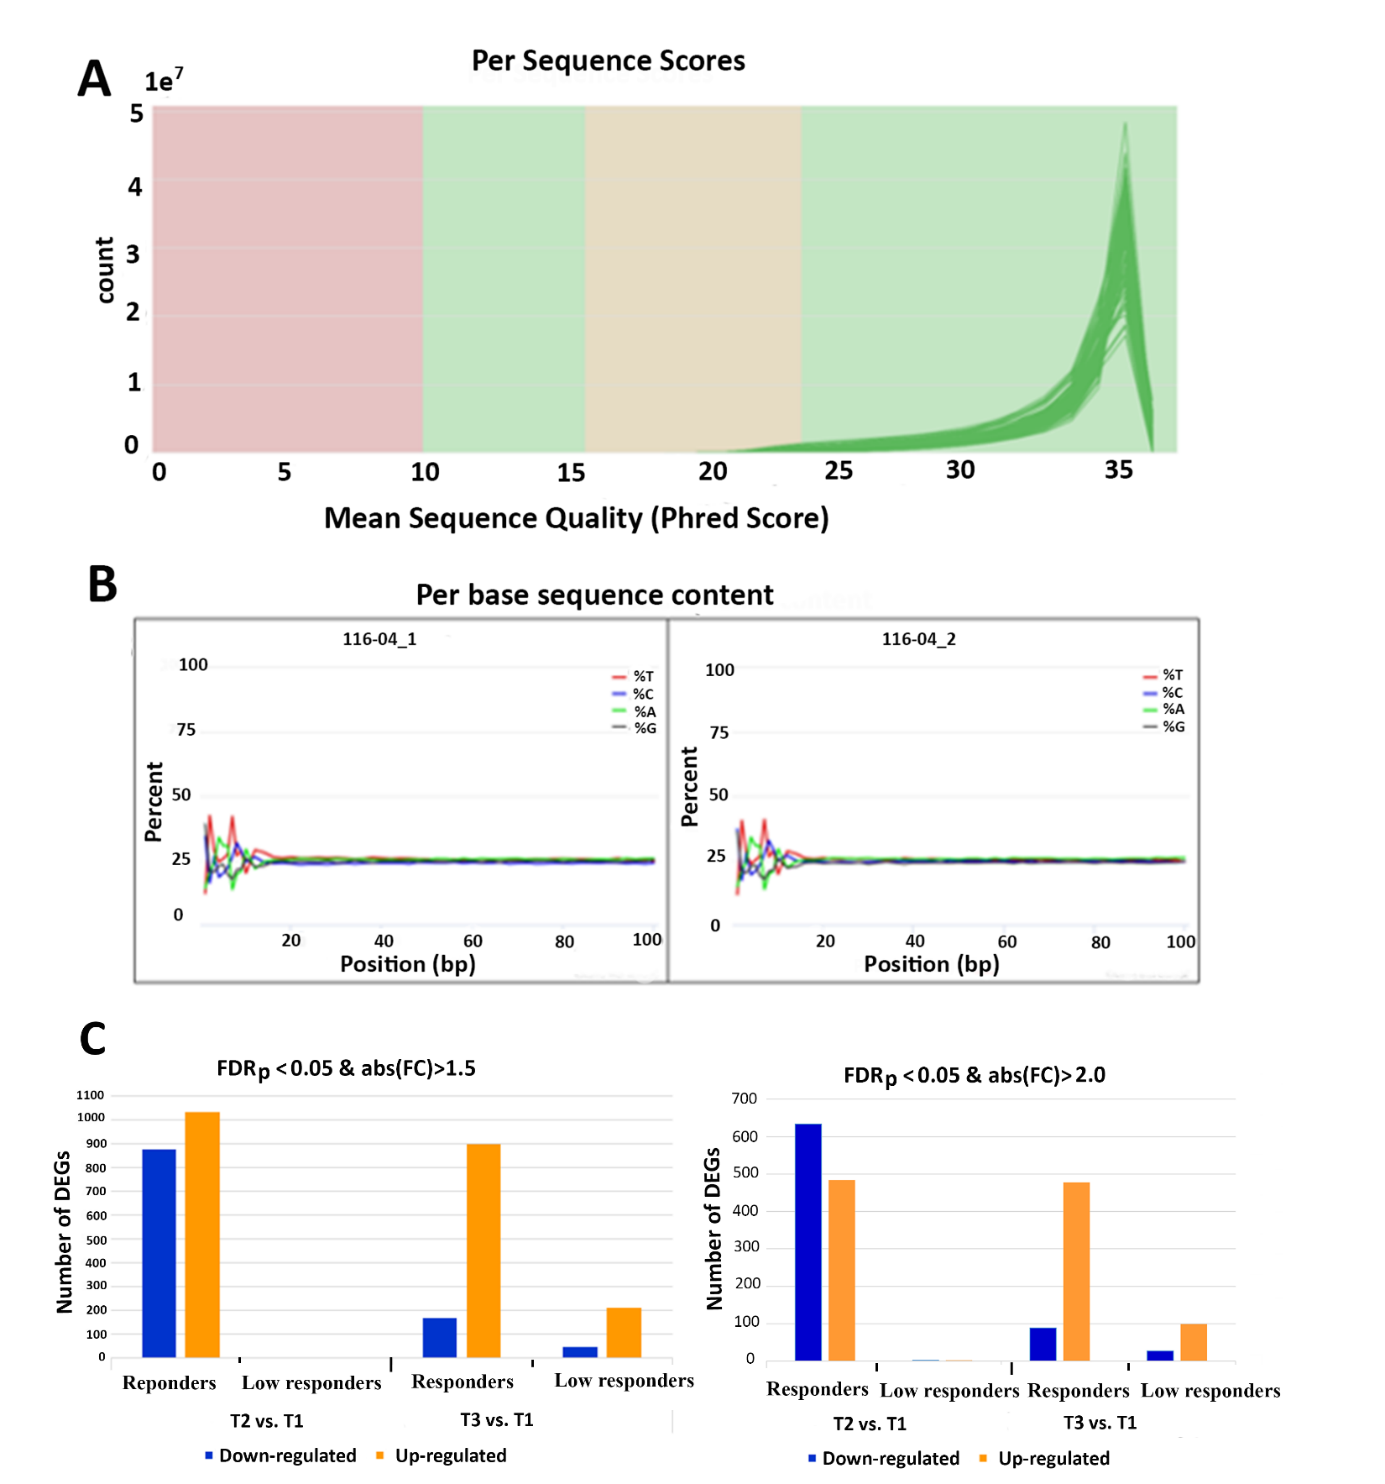 A
Per Sequence Scores
1e7
5
4
3
2
1
0
count
0 5 10 15 20 25 30 35
Mean Sequence Quality (Phred Score)
B
Per base sequence content
116-04_1
100
75
50
25
0
Percent
%T
%C
%A
%G
20 40 60 80 100
Position (bp)
116-04_2
100
75
50
25
0
Percent
%T
%C
%A
%G
20 40 60 80 100
Position (bp)
C
FDRp <0.05 & abs(FC)>1.5
1100
1000
900
800
700
600
500
400
300
200
100
0
Number of DEGs
Reponders Low responders Responders Low responders
T2 vs. T1 T3 vs. T1
Down-regulated Up-regulated
FDRp <0.05 & abs(FC)>2.0
700
600
500
400
300
200
100
0
Number of DEGs
Responders Low responders Responders Low responders
T2 vs. T1 T3 vs. T1
Down-regulated Up-regulated